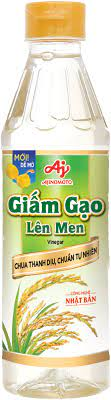 MỚI! DỄ MỞ
Aj
AJINOMOTO
Giấm Gạo
Lên Men
Vinegar
CHUA THANH DỊU, CHUẨN TỰ NHIÊN
CÔNG NGHỆ
NHẬT BẢN